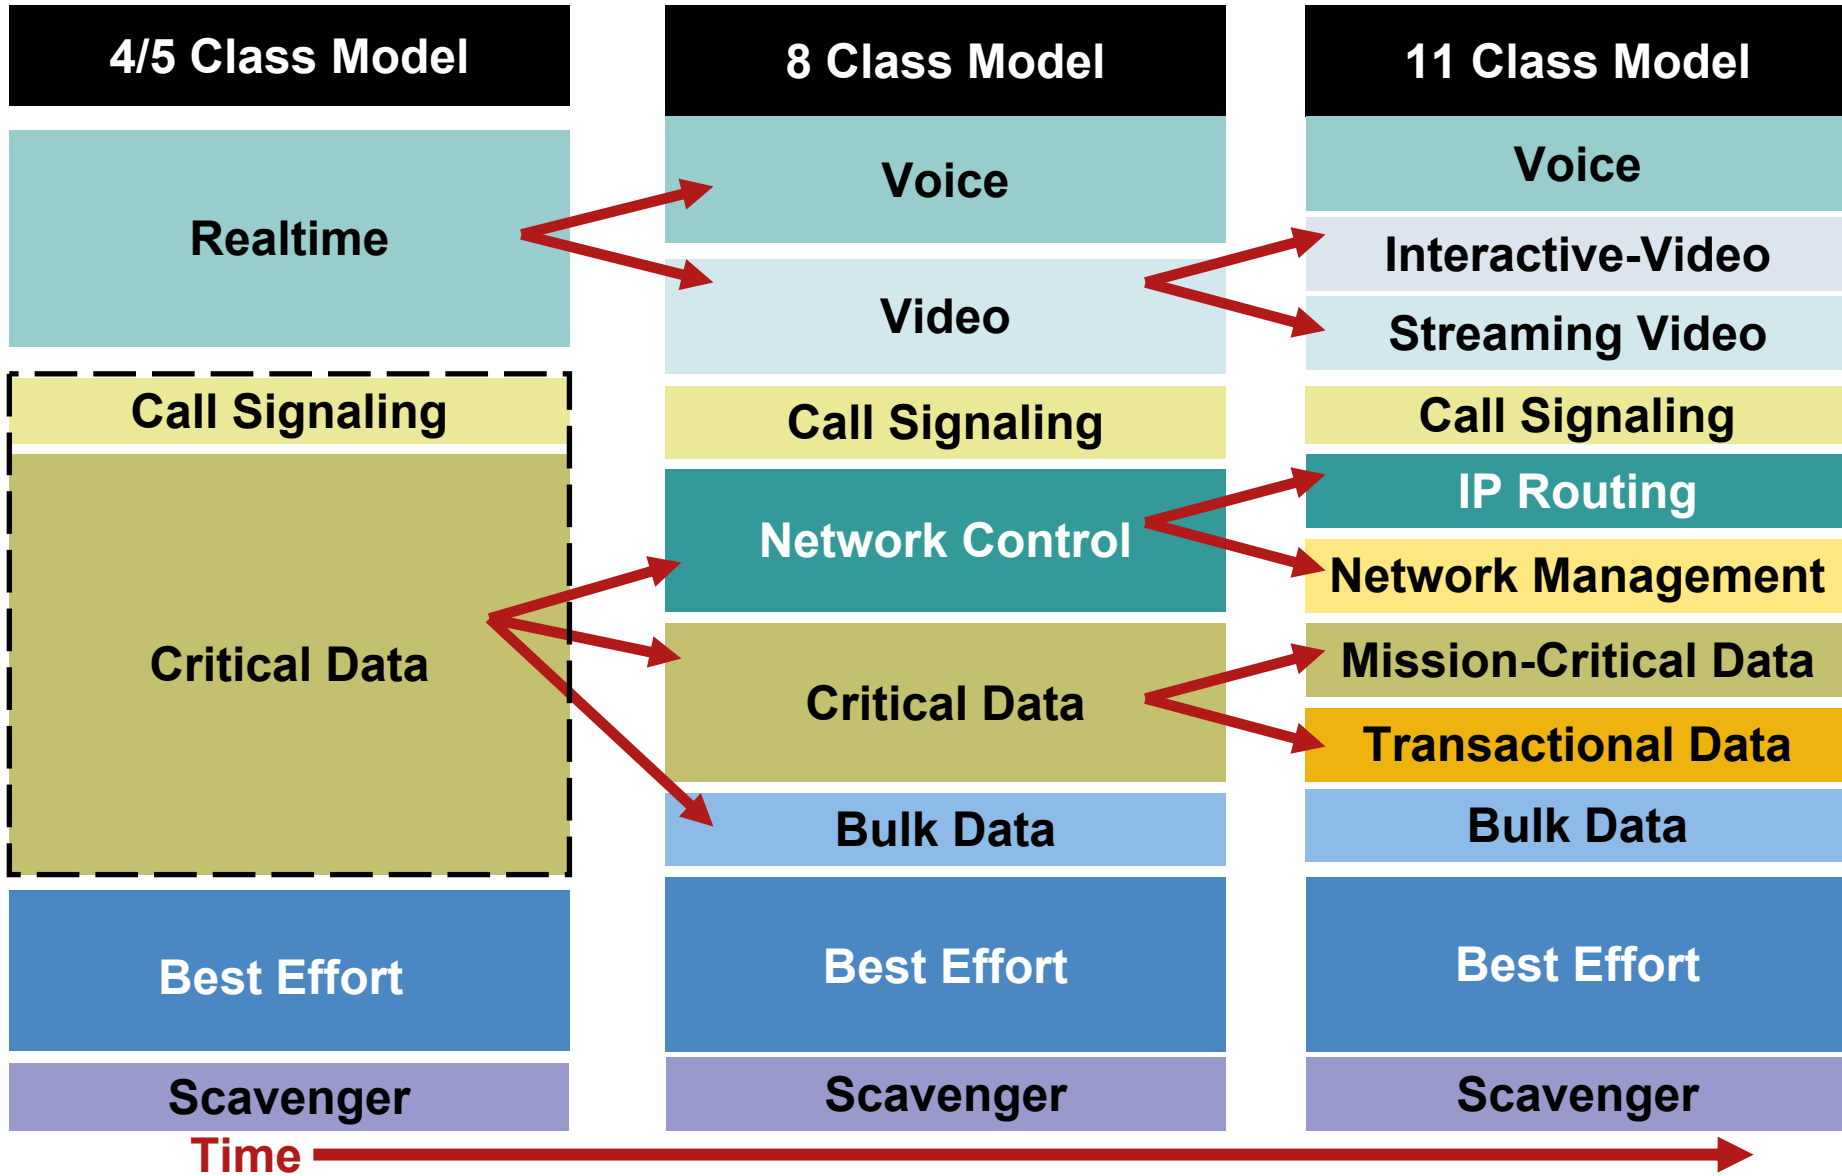 4/5 Class Model
Realtime
Call Signaling
Critical Data
Best Effort
Scavenger
8 Class Model
Voice
Video
Call Signaling
Network Control
Critical Data
Bulk Data
Best Effort
Scavenger
11 Class Model
Voice
Interactive-Video
Streaming Video
Call Signaling
IP Routing
Network Management
Mission-Critical Data
Transactional Data
Bulk Data
Best Effort
Scavenger
Time